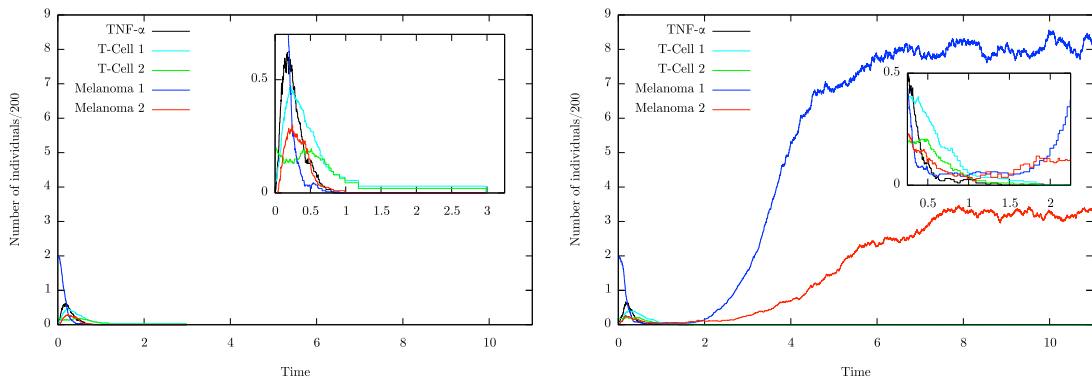 9
8
7
6
5
4
3
2
1
0
Number of individuals/200
0 2 4 6 8 10
Time
TNF-α
T-Cell 1
T-Cell 2
Melanoma 1
Melanoma 2
0.5
0
0 0.5 1 1.5 2 2.5 3
9
8
7
6
5
4
3
2
1
0
Number of individuals/200
0 2 4 6 8 10
Time
TNF-α
T-Cell 1
T-Cell 2
Melanoma 1
Melanoma 2
0.5
0
0.5 1 1.5 2